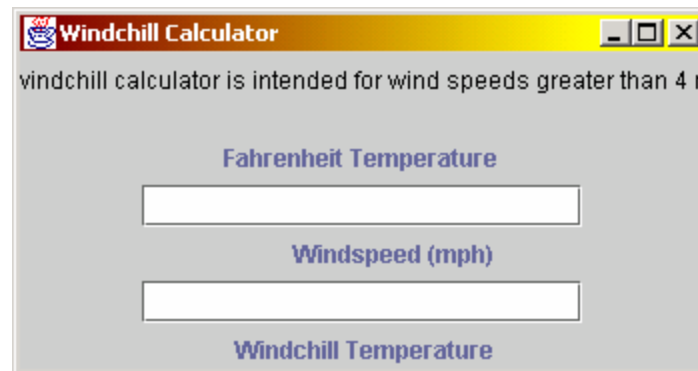 Windchill Calculator
vindchill calculator is intended for wind speeds greater than 4
Fahrenheit Temperature
Windspeed (mph)
Windchill Temperature